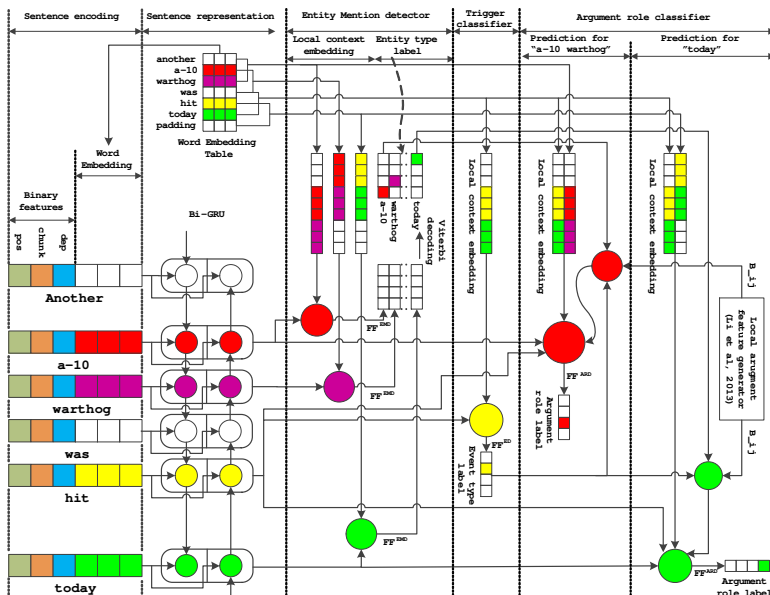 Sentence encoding
Sentence representation
Entity Mention detector
Trigger
classifier
Argument role classifier
Local context
embedding
Entity type
label
Prediction for
"a-10 warthog"
Prediction for
"today"
another
a-10
warthog
was
hit
today
padding
Word Embedding
Table
Word
Embedding
Binary
features
pos
chunk
dep
Bi-GRU
a-10
warthog
today
Viterbi
decoding
Local context embedding
Local context embedding
Local context embedding
B_ij
Local arugment
feature generator
(Li et al, 2013)
B_ij
Another
a-10
warthog
was
hit
today
FF EMD
FF EMD
FF EMD
FF ED
FF ARD
FF ARD
Event type
label
Argument
role label
Argument
role label